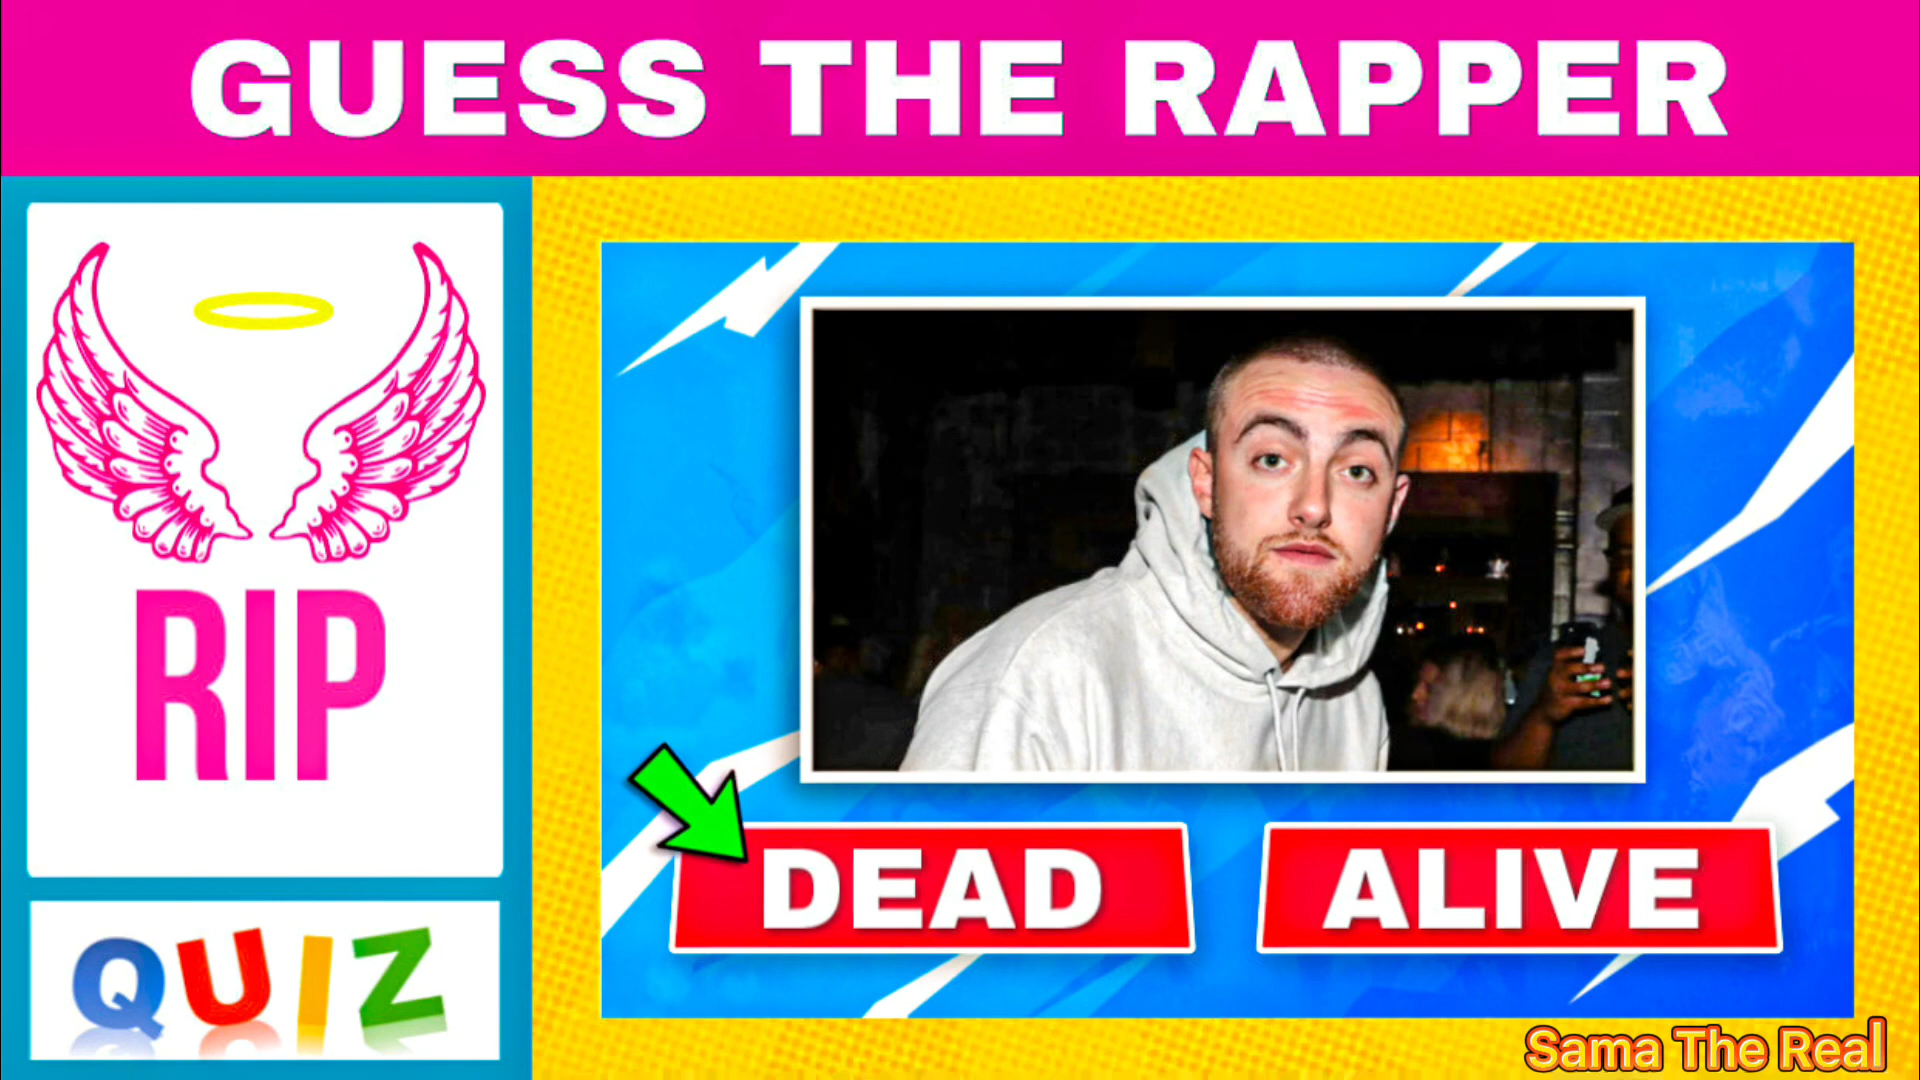 GUESS THE RAPPER
RIP
QUIZ
DEAD
ALIVE
Sama The Real